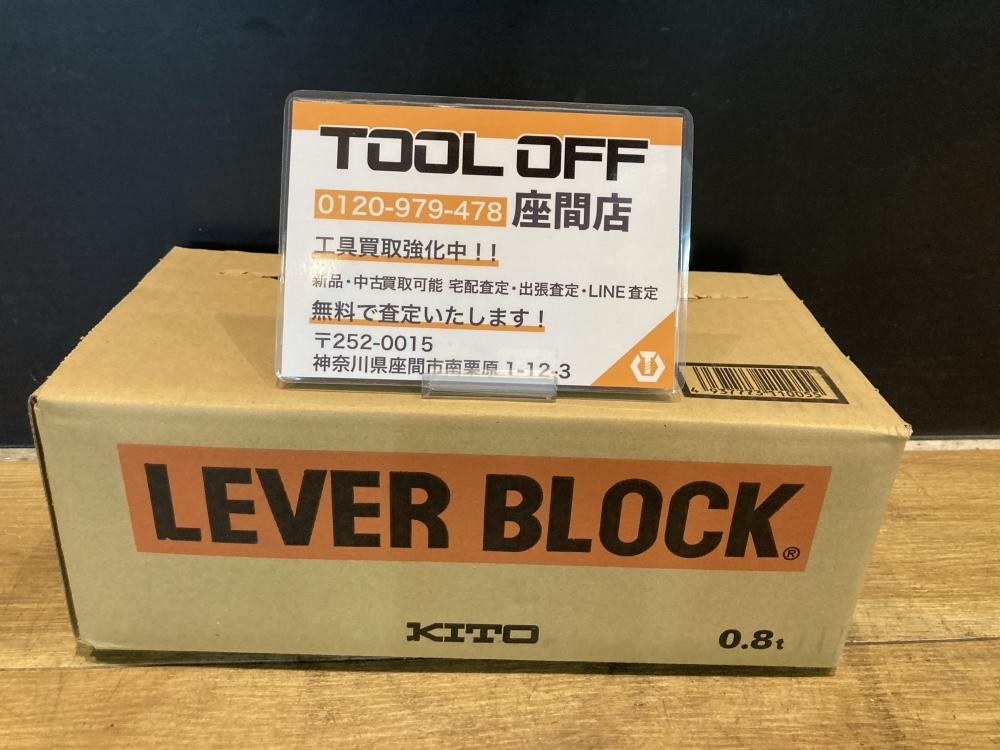 TOOL OFF
0120-979-478 座間店
工具買取強化中！！
新品・中古買取可能 宅配査定・出張査定・LINE査定
無料で査定いたします！
〒252-0015
神奈川県座間市南栗原 1-12-3
LEVER BLOCK®
KITO
0.8t